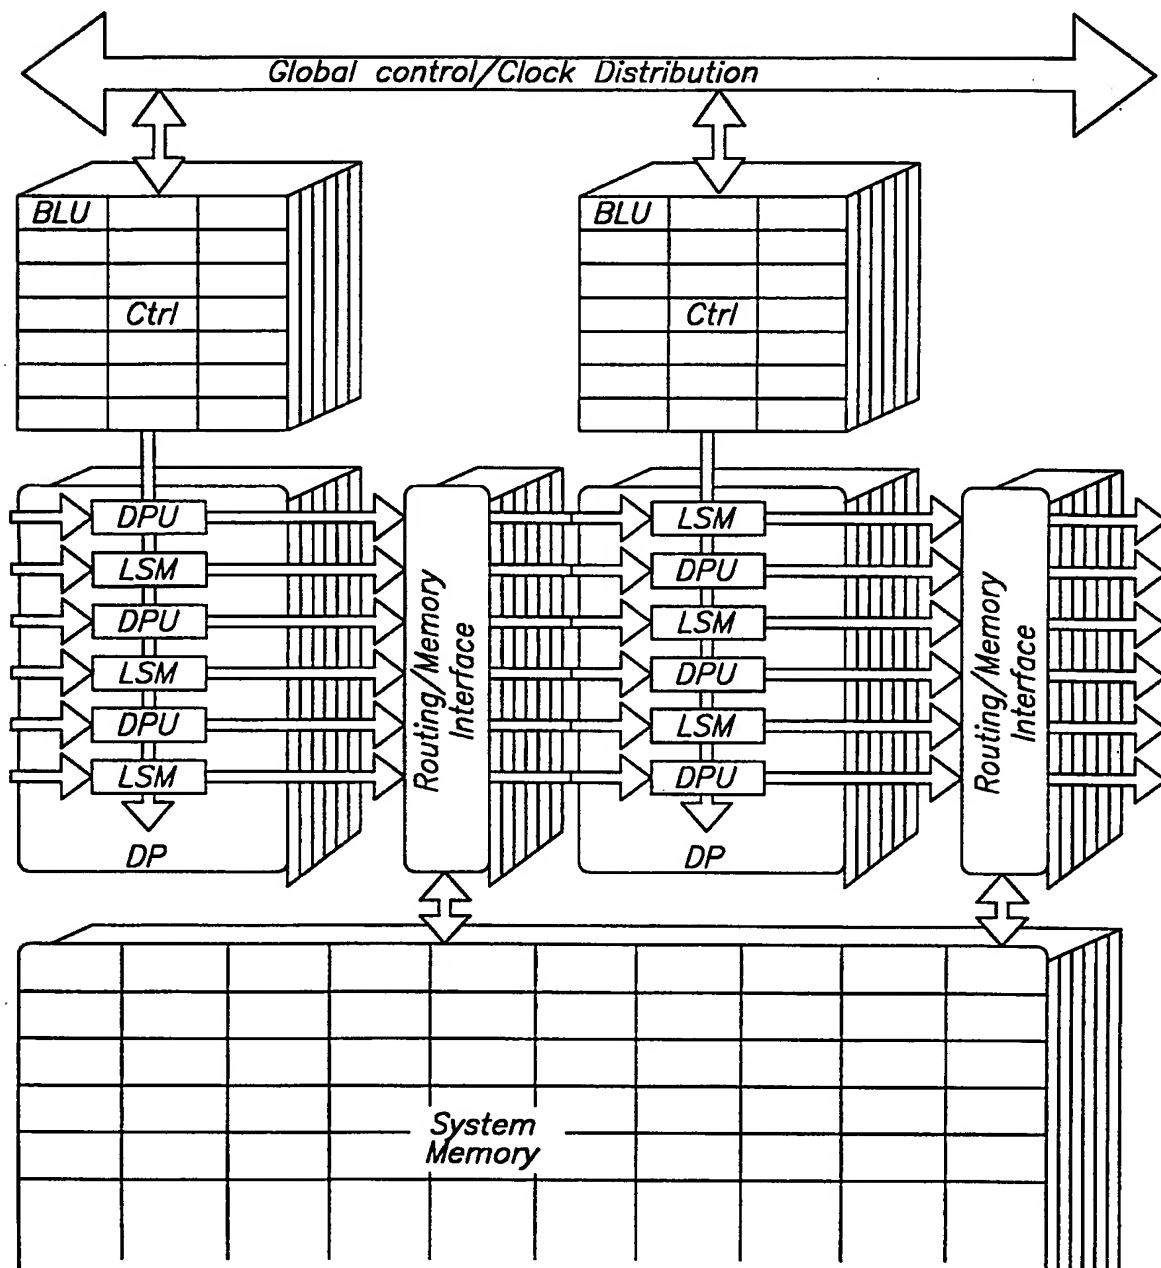 Global control/Clock Distribution
BLU
Ctrl
BLU
Ctrl
DPU
LSM
DPU
LSM
DPU
LSM
DP
Routing/Memory
Interface
LSM
DPU
LSM
DPU
LSM
DPU
DP
Routing/Memory
Interface
System
Memory